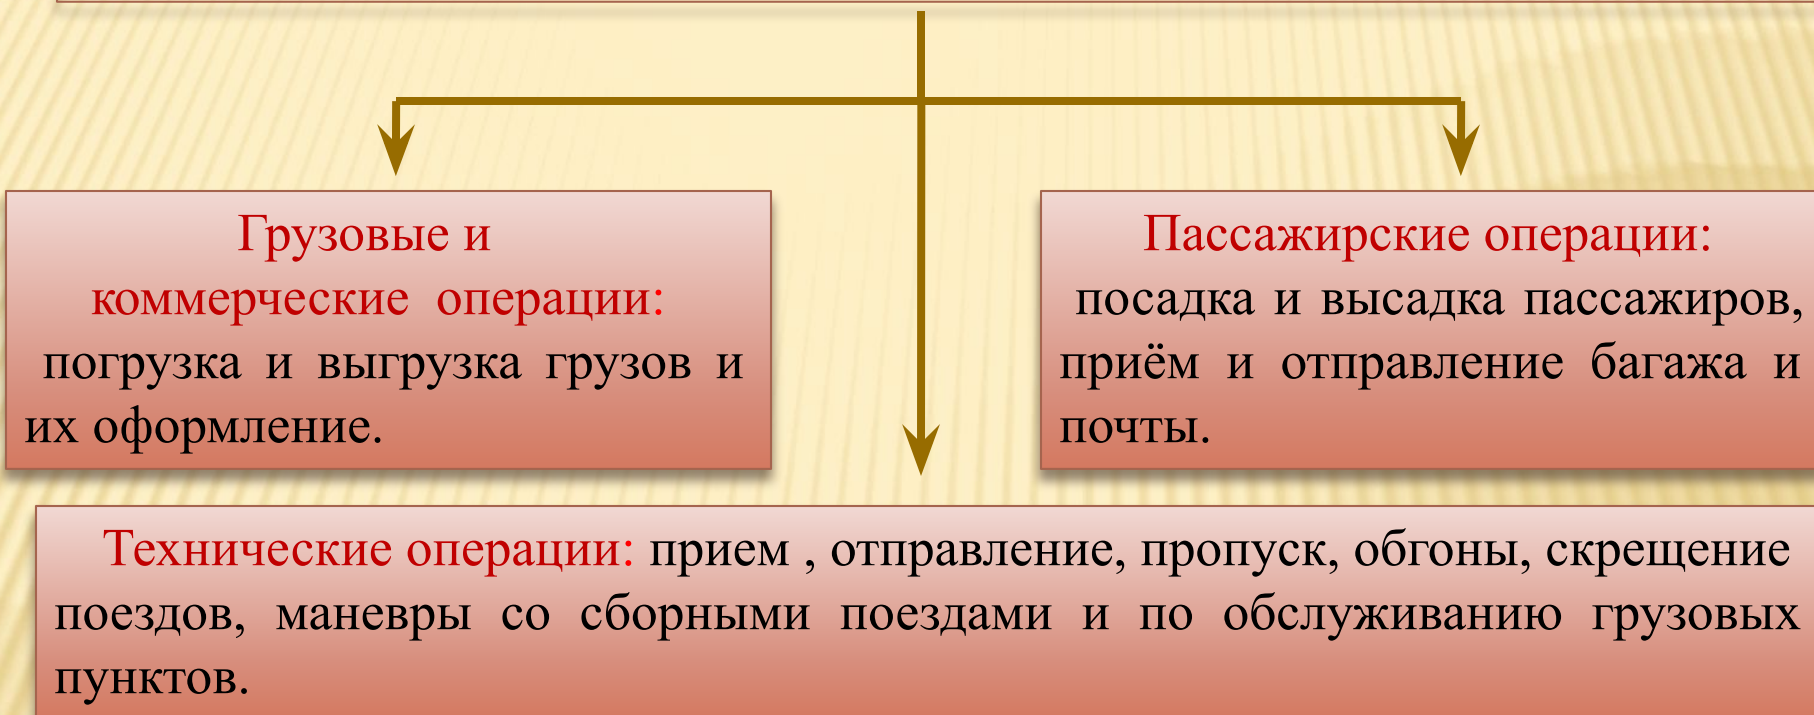 Грузовые и
коммерческие операции:
погрузка и выгрузка грузов и
их оформление.
Пассажирские операции:
посадка и высадка пассажиров,
приём и отправление багажа и
почты.
Технические операции: прием , отправление, пропуск, обгоны, скрещение
поездов, маневры со сборными поездами и по обслуживанию грузовых
пунктов.